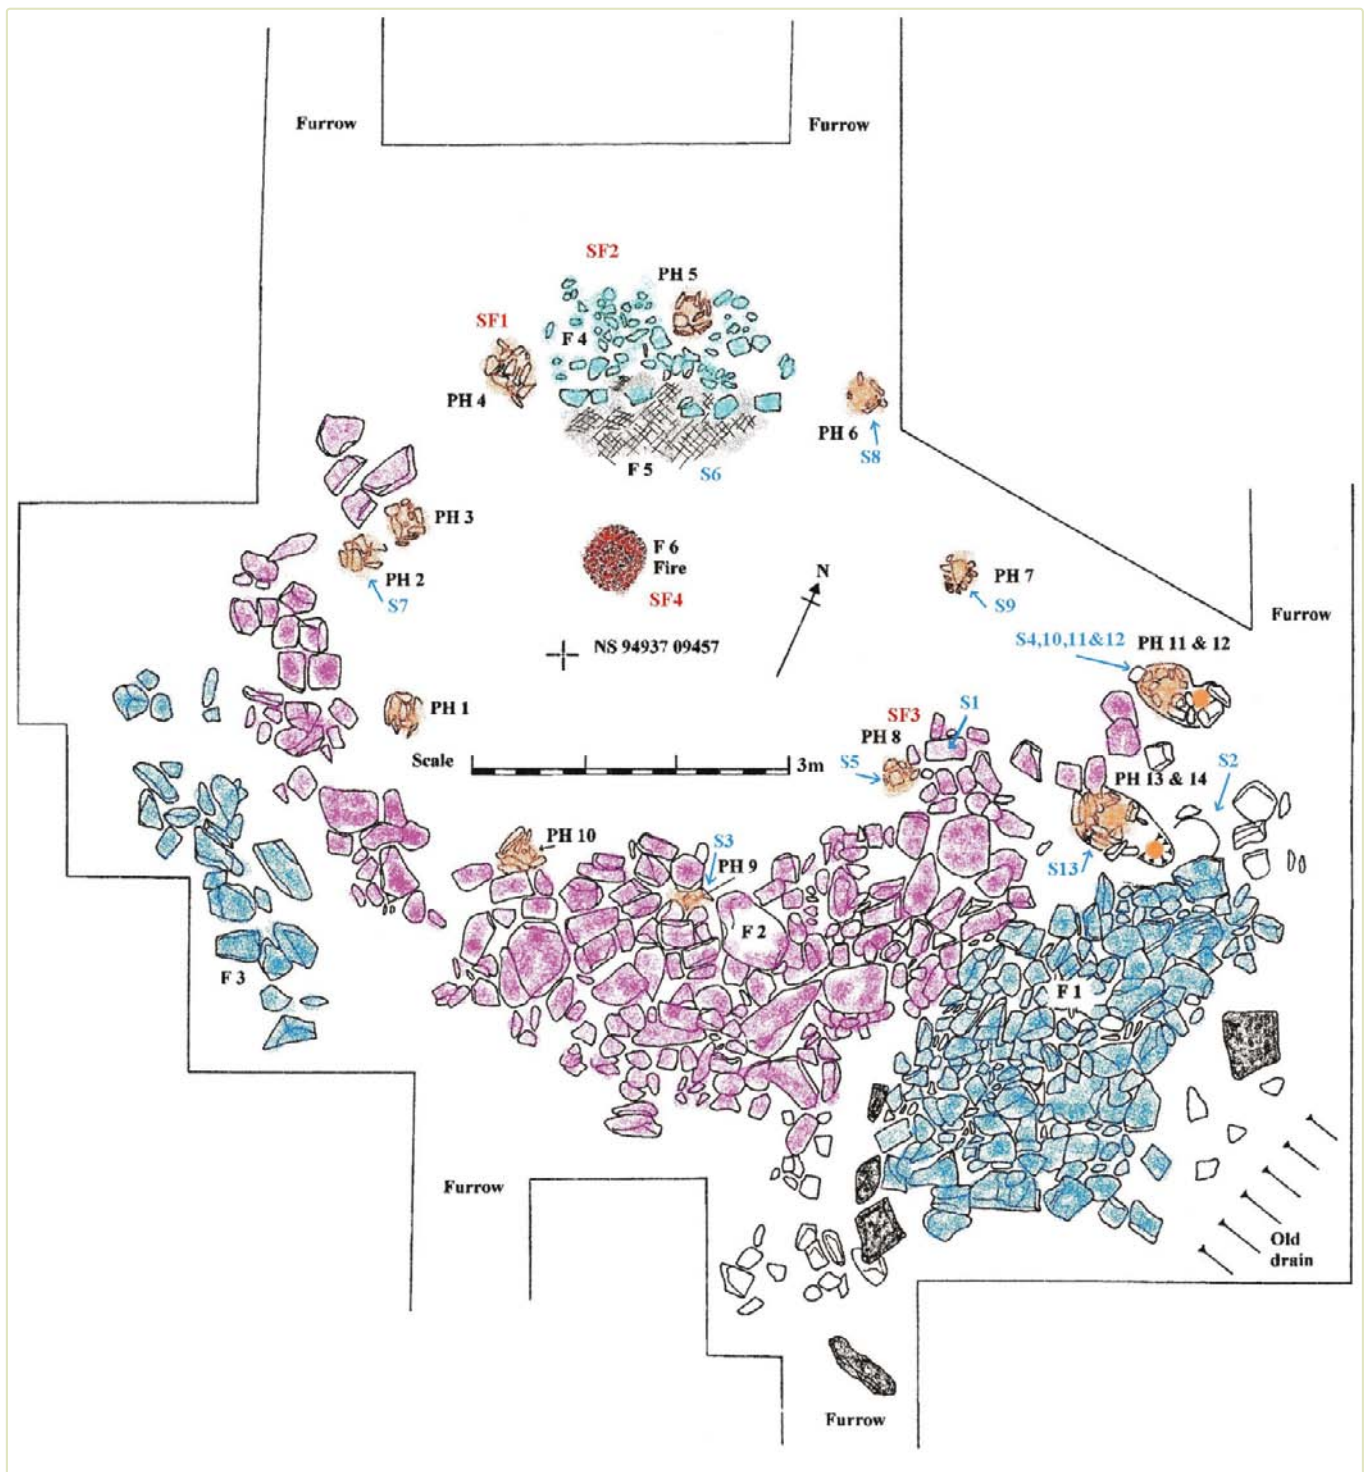 Furrow
Furrow
SF2
PH 5
SF1
F 4
PH 4
PH 6
S8
F 5
S6
PH 3
F 6
Fire
PH 2
S7
SF4
N
PH 7
S9
Furrow
NS 94937 09457
S4,10,11&12
PH 11 & 12
PH 1
SF3
S1
PH 8
Scale
3m
S5
PH 13 & 14
S2
PH 10
S3
PH 9
S13
F 2
F 3
F 1
Furrow
Old
drain
Furrow